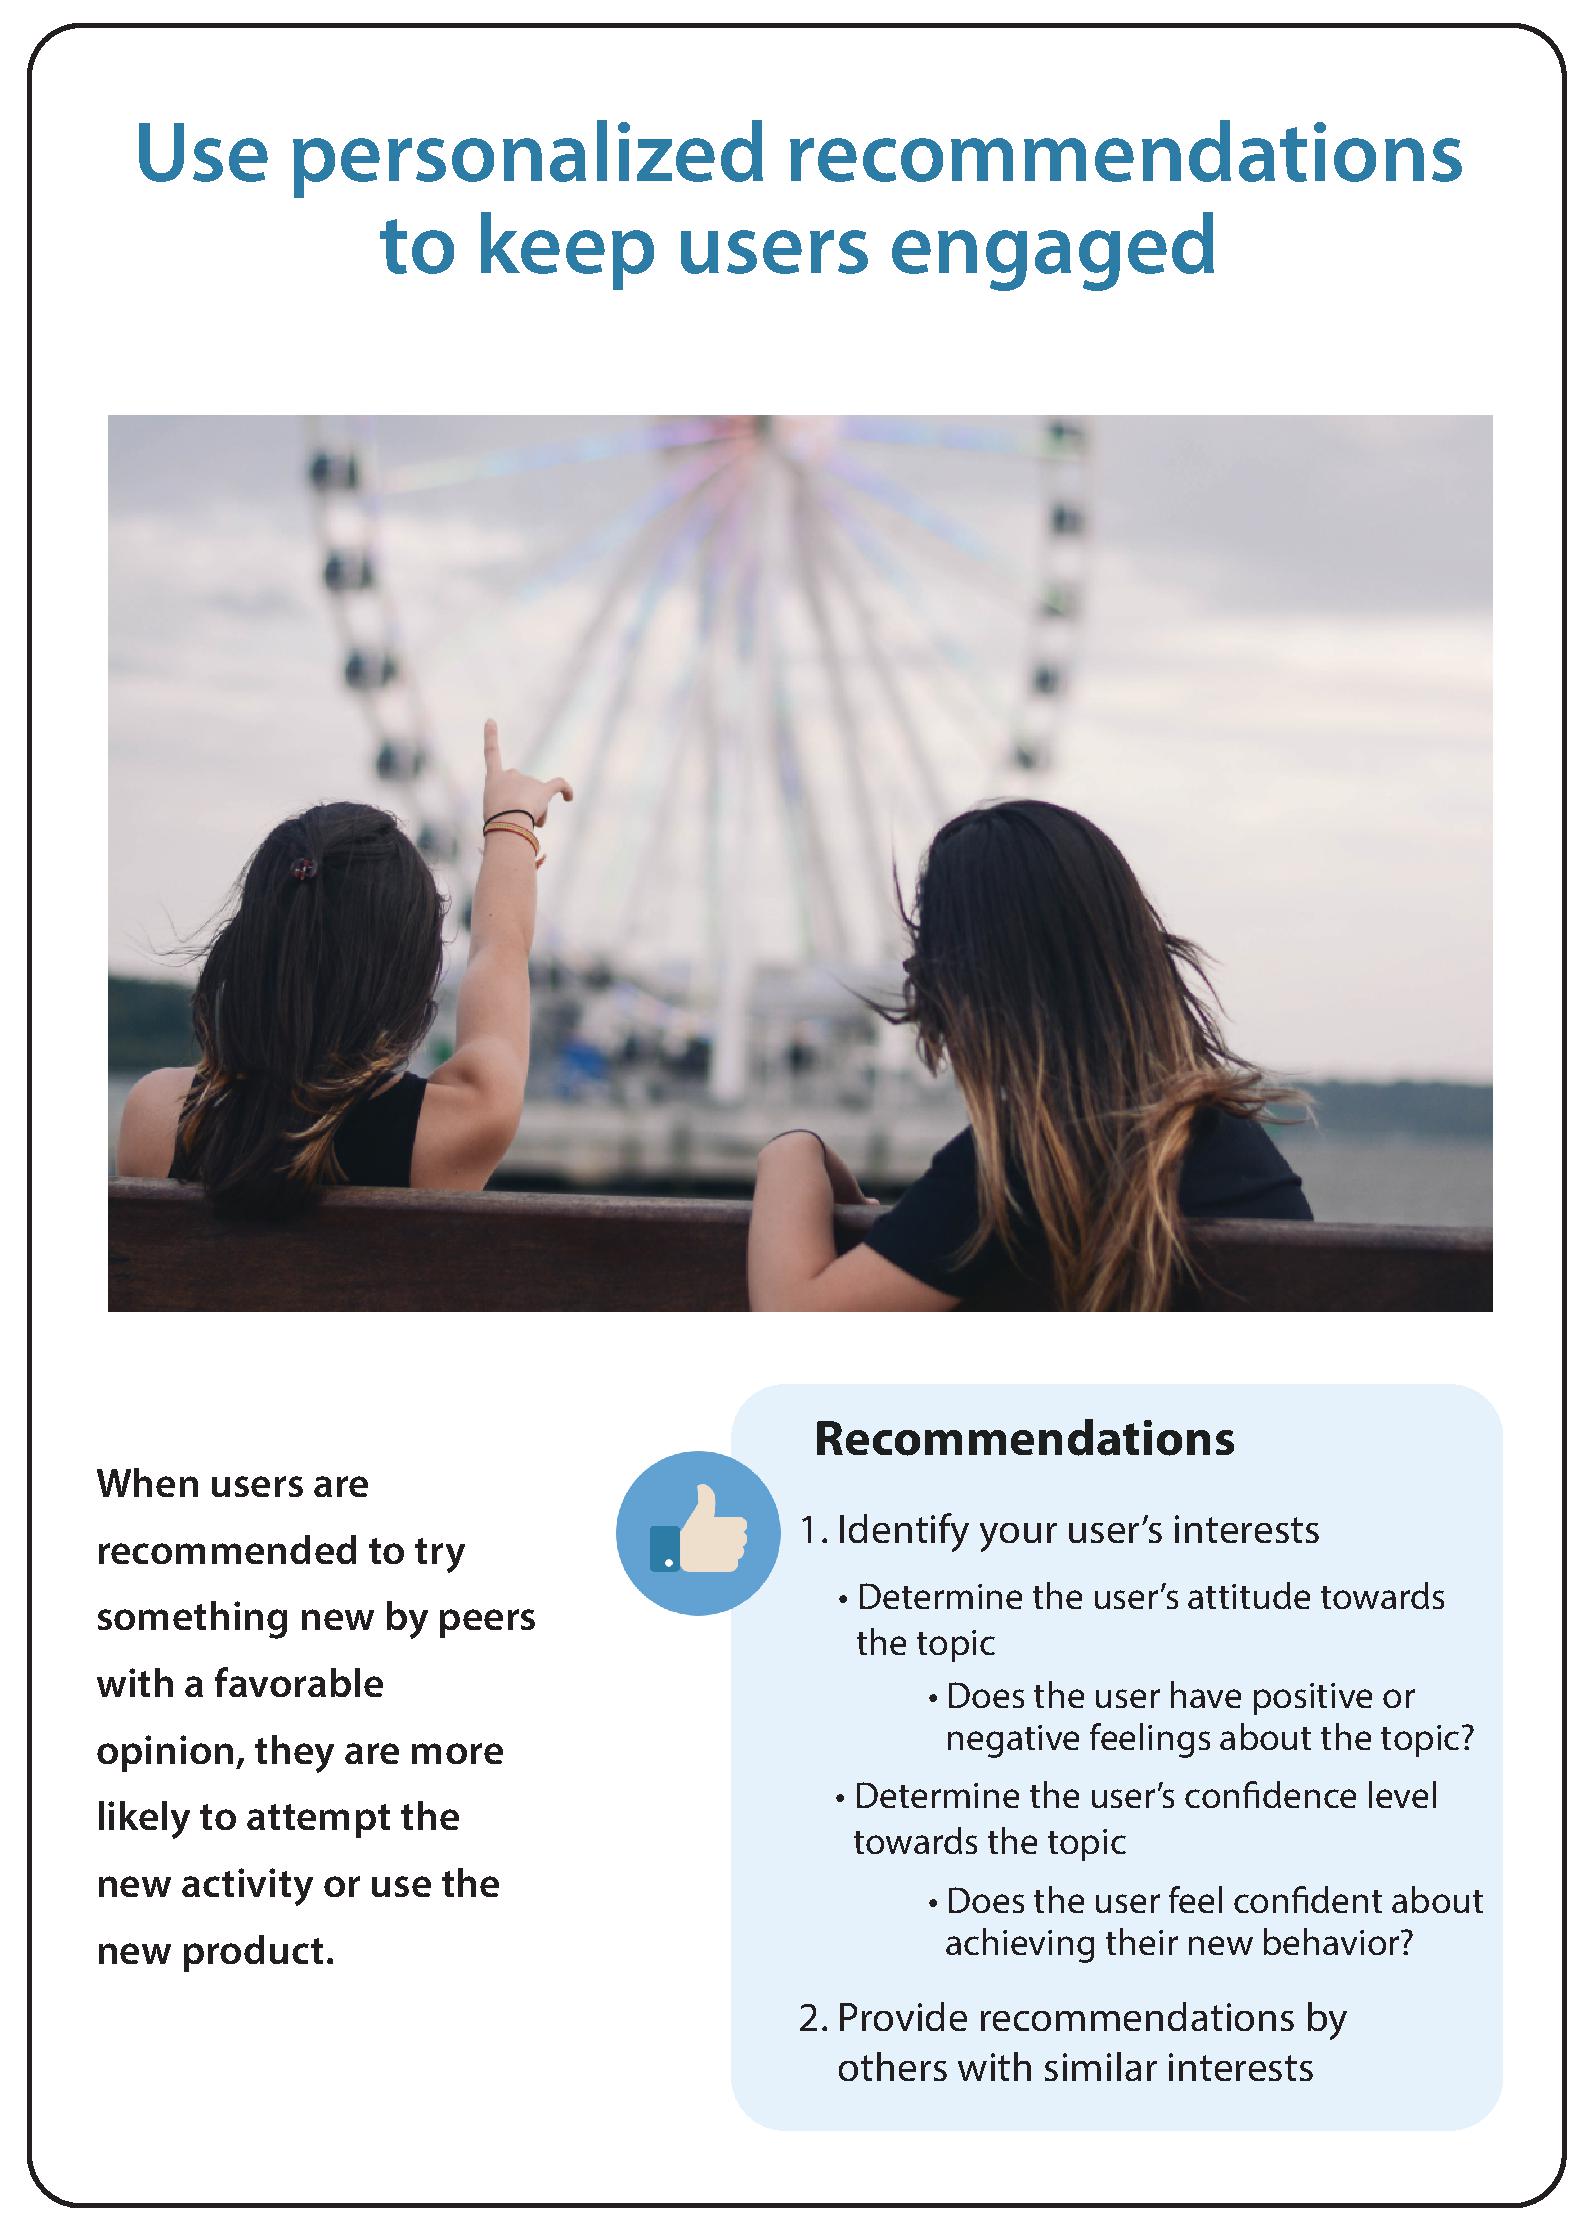 Use personalized recommendations
to keep users engaged
When users are
recommended to try
something new by peers
with a favorable
opinion, they are more
likely to attempt the
new activity or use the
new product.
Recommendations
1. Identify your user’s interests
• Determine the user’s attitude towards
the topic
• Does the user have positive or
negative feelings about the topic?
• Determine the user’s confidence level
towards the topic
• Does the user feel confident about
achieving their new behavior?
2. Provide recommendations by
others with similar interests